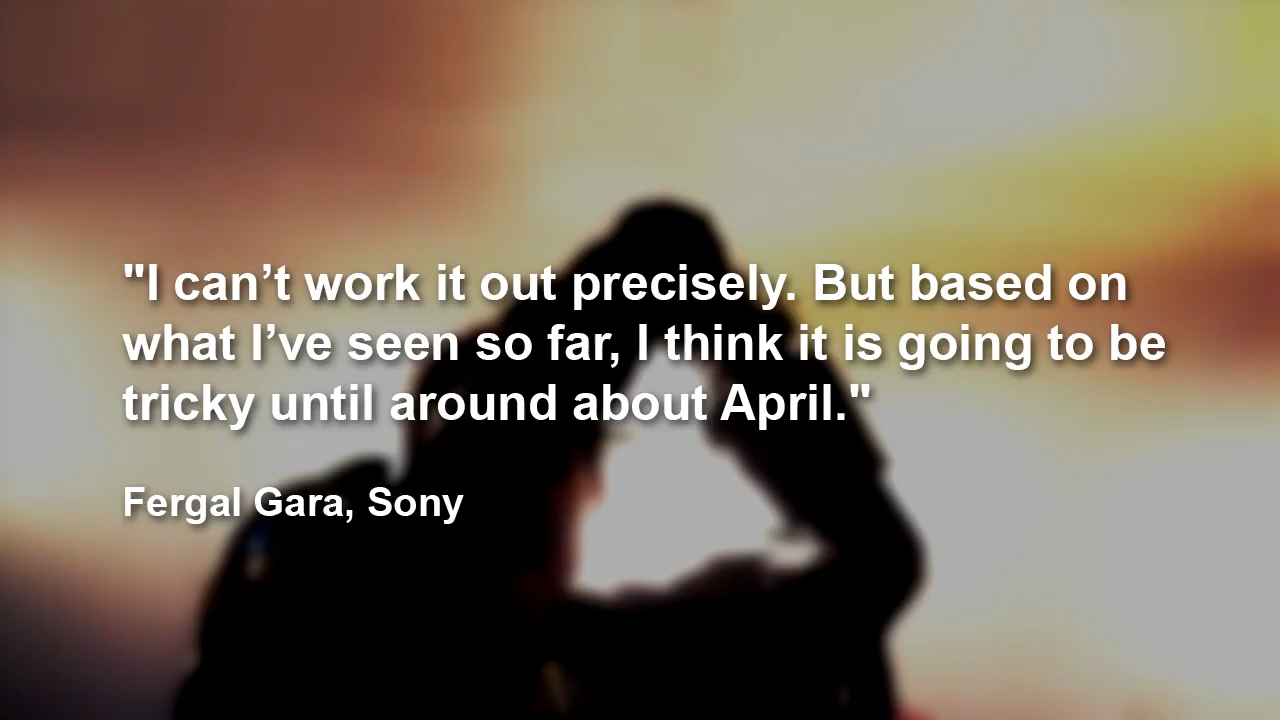 "I can’t work it out precisely. But based on
what I’ve seen so far, I think it is going to be
tricky until around about April."
Fergal Gara, Sony